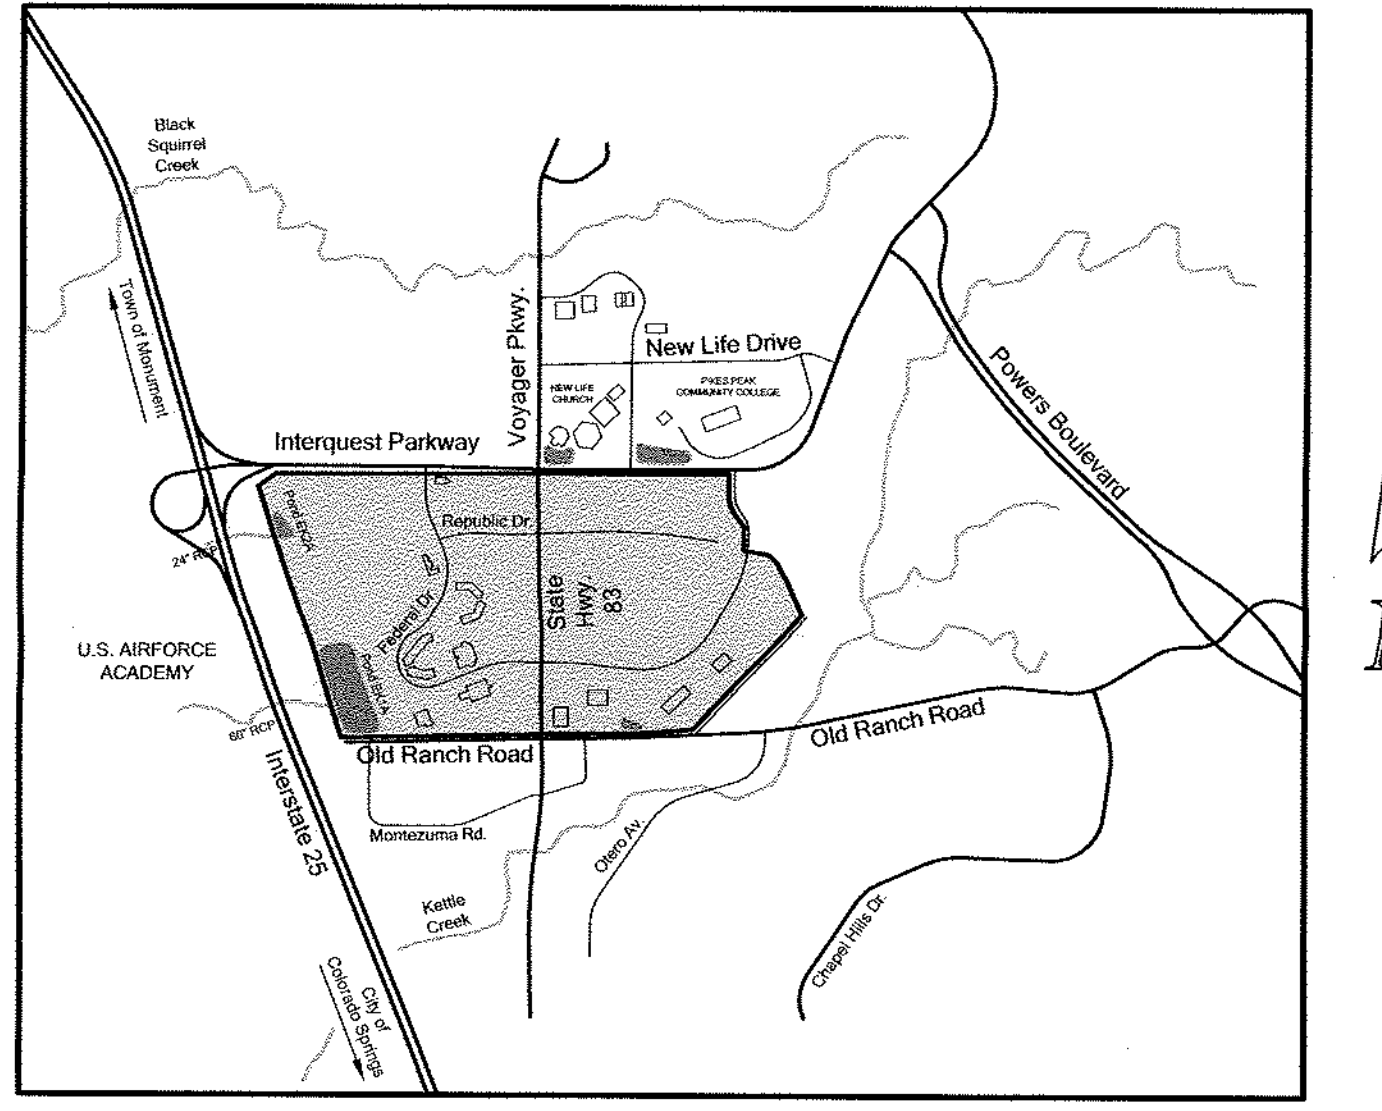 Black
Squirrel
Creek
Town of Monument
Voyager Pkwy.
New Life Drive
NEW LIFE
CHURCH
PIKES PEAK
COMMUNITY COLLEGE
Powers Boulevard
Interquest Parkway
Republic Dr.
24" RCP
State
Hwy.
83
Federal Dr.
U.S. AIRFORCE
ACADEMY
60" RCP
Old Ranch Road
Old Ranch Road
Interstate 25
Montezuma Rd.
Otero Av.
Kettle
Creek
Chapel Hills Dr.
City of
Colorado Springs